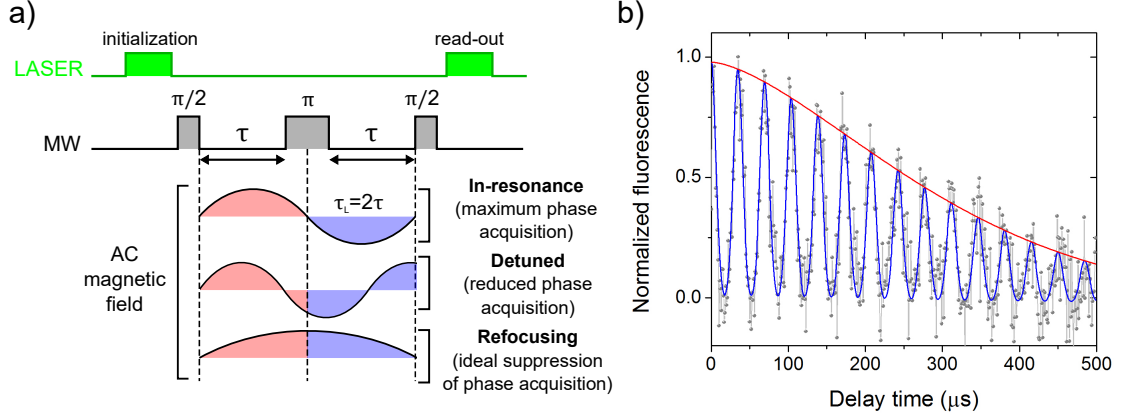 a)
initialization
read-out
LASER
π/2
π
π/2
MW
τ
τ
AC
magnetic
field
τL=2τ
In-resonance
(maximum phase
acquisition)
Detuned
(reduced phase
acquisition)
Refocusing
(ideal suppression
of phase acquisition)
b)
Normalized fluorescence
1.0
0.5
0.0
0
100
200
300
400
500
Delay time (μs)